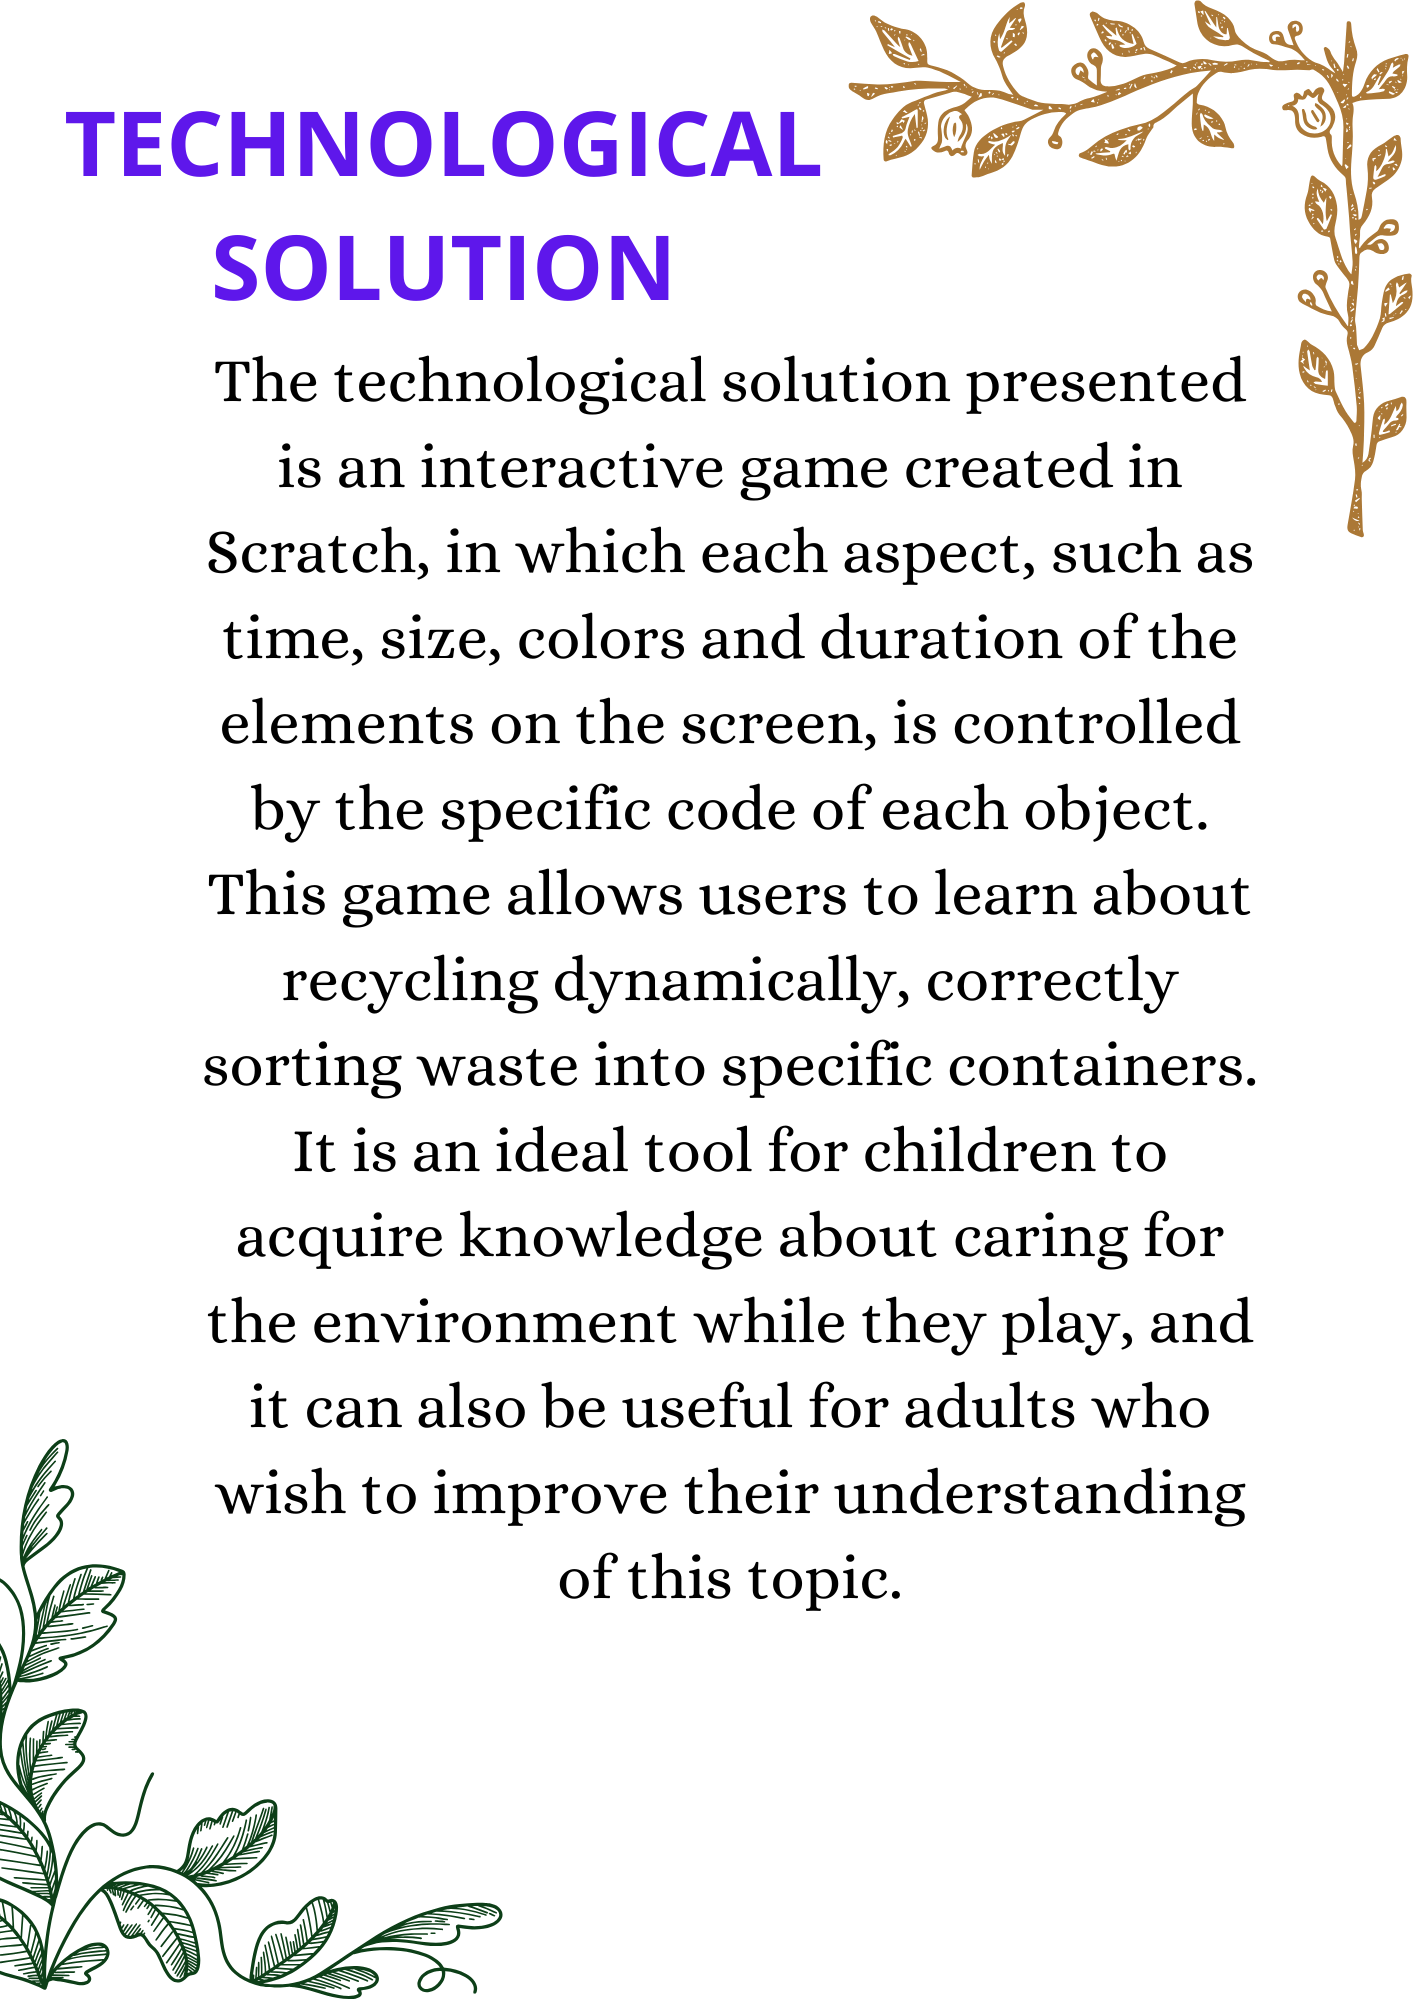 TECHNOLOGICAL
SOLUTION
The technological solution presented
is an interactive game created in
Scratch, in which each aspect, such as
time, size, colors and duration of the
elements on the screen, is controlled
by the specific code of each object.
This game allows users to learn about
recycling dynamically, correctly
sorting waste into specific containers.
It is an ideal tool for children to
acquire knowledge about caring for
the environment while they play, and
it can also be useful for adults who
wish to improve their understanding
of this topic.